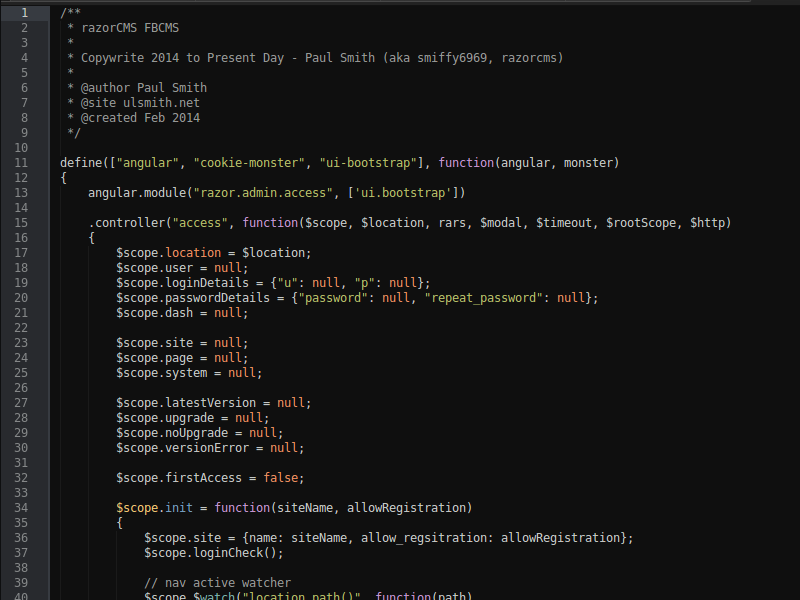 1 /**
2  * razorCMS FBCMS
3  *
4  * Copywrite 2014 to Present Day - Paul Smith (aka smiffy6969, razorcms)
5  *
6  * @author Paul Smith
7  * @site ulsmith.net
8  * @created Feb 2014
9  */
10
11 define(["angular", "cookie-monster", "ui-bootstrap"], function(angular, monster)
12 {
13     angular.module("razor.admin.access", ['ui.bootstrap'])
14
15     .controller("access", function($scope, $location, rars, $modal, $timeout, $rootScope, $http)
16     {
17         $scope.location = $location;
18         $scope.user = null;
19         $scope.loginDetails = {"u": null, "p": null};
20         $scope.passwordDetails = {"password": null, "repeat_password": null};
21         $scope.dash = null;
22
23         $scope.site = null;
24         $scope.page = null;
25         $scope.system = null;
26
27         $scope.latestVersion = null;
28         $scope.upgrade = null;
29         $scope.noUpgrade = null;
30         $scope.versionError = null;
31
32         $scope.firstAccess = false;
33
34         $scope.init = function(siteName, allowRegistration)
35         {
36             $scope.site = {name: siteName, allow_regsitration: allowRegistration};
37             $scope.loginCheck();
38
39             // nav active watcher
40             $scope.$watch("location.path()", function(path)